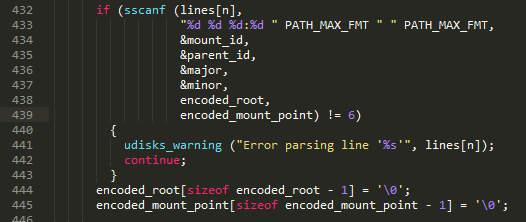 432 if (sscanf (lines[n],
433 "%d %d %d:%d " PATH_MAX_FMT " " PATH_MAX_FMT,
434 &mount_id,
435 &parent_id,
436 &major,
437 &minor,
438 encoded_root,
439 encoded_mount_point) != 6)
440 {
441 udisks_warning ("Error parsing line '%s'", lines[n]);
442 continue;
443 }
444 encoded_root[sizeof encoded_root - 1] = '\0';
445 encoded_mount_point[sizeof encoded_mount_point - 1] = '\0';
446